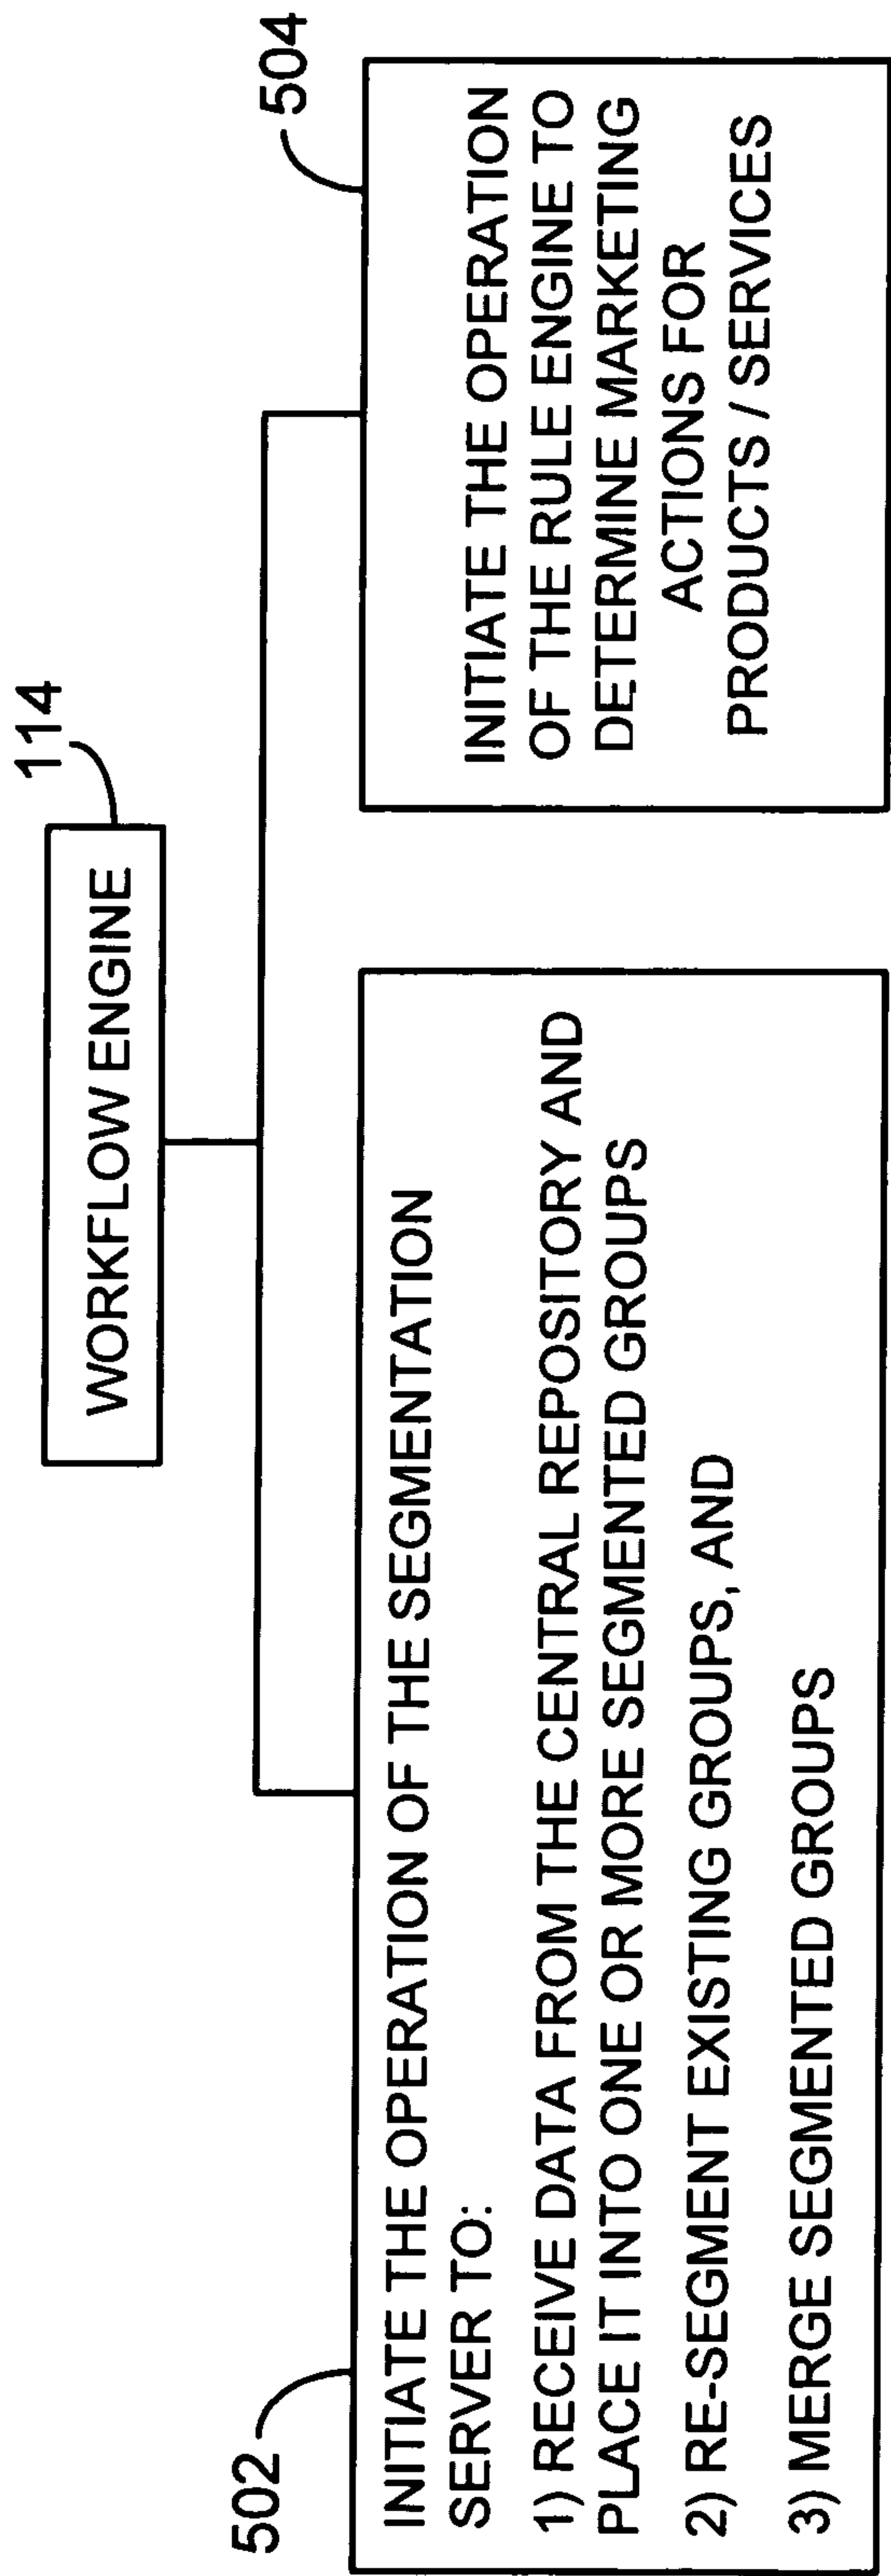 114
WORKFLOW ENGINE
502
INITIATE THE OPERATION OF THE SEGMENTATION
SERVER TO:
1) RECEIVE DATA FROM THE CENTRAL REPOSITORY AND
PLACE IT INTO ONE OR MORE SEGMENTED GROUPS
2) RE-SEGMENT EXISTING GROUPS, AND
3) MERGE SEGMENTED GROUPS
504
INITIATE THE OPERATION
OF THE RULE ENGINE TO
DETERMINE MARKETING
ACTIONS FOR
PRODUCTS / SERVICES